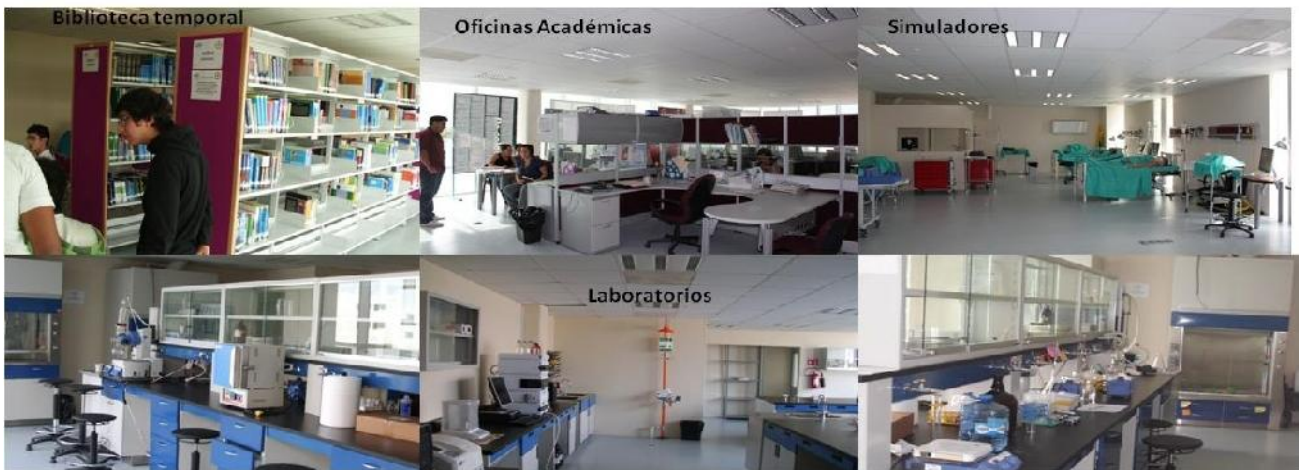 Biblioteca temporal
Oficinas Académicas
Simuladores
Laboratorios